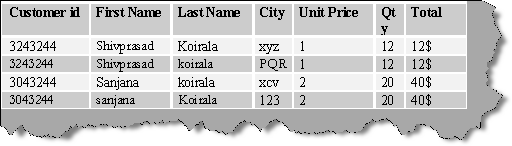 Customer id First Name Last Name City Unit Price Qt y Total
3243244 Shivprasad Koirala xyz 1 12 12$
3243244 Shivprasad koirala PQR 1 12 12$
3043244 Sanjana koirala xcv 2 20 40$
3043244 sanjana Koirala 123 2 20 40$